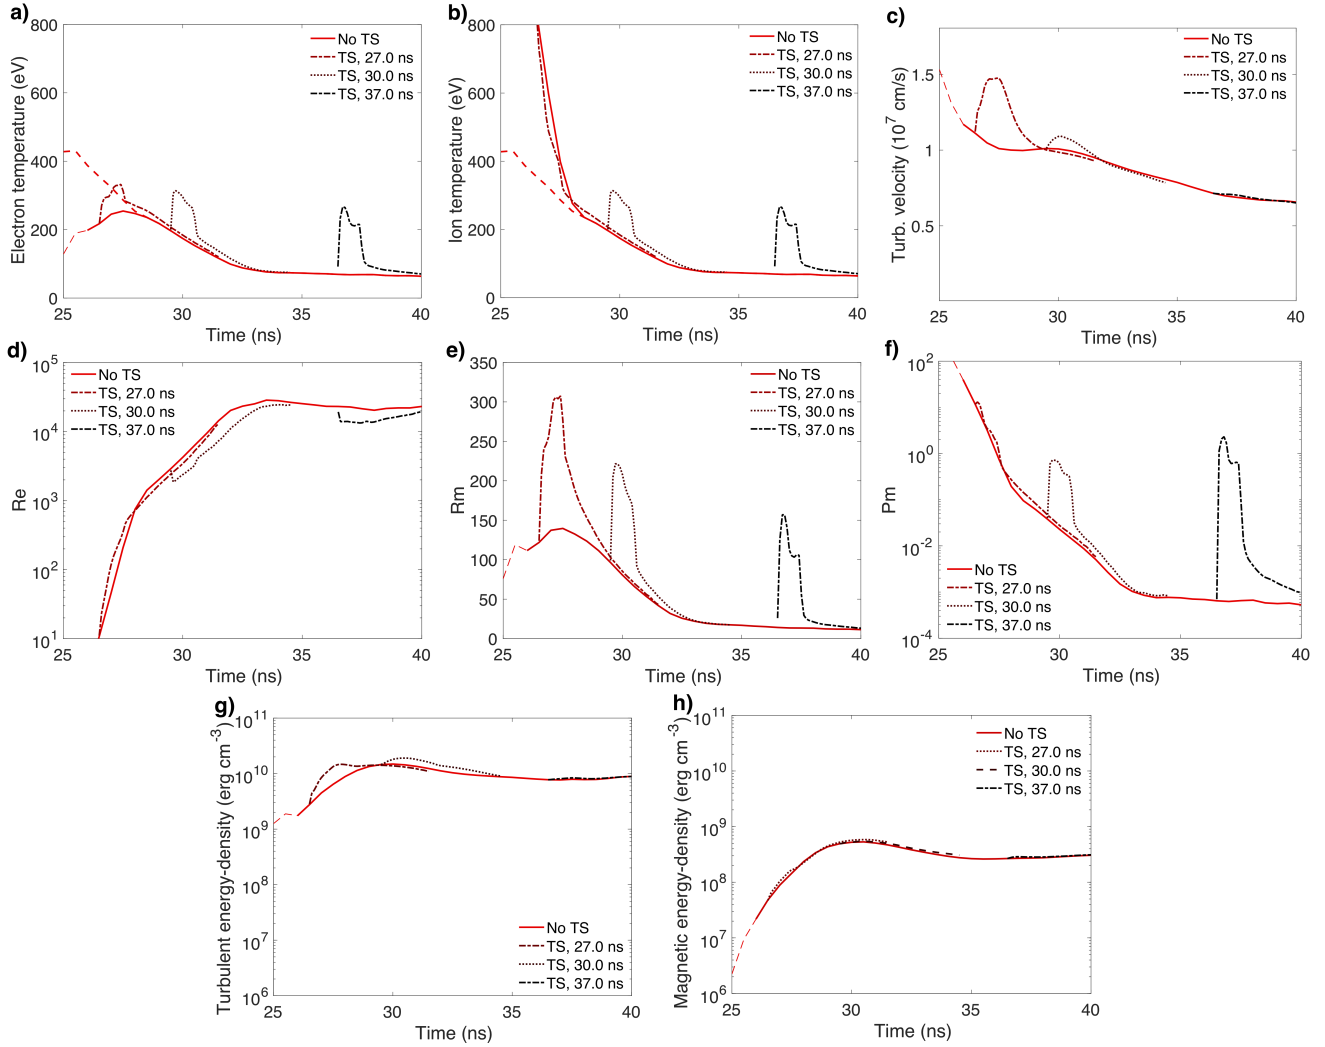 a)
800
600
400
200
0
Electron temperature (eV)
No TS
TS, 27.0 ns
TS, 30.0 ns
TS, 37.0 ns
25 30 35 40
Time (ns)
b)
800
600
400
200
0
Ion temperature (eV)
No TS
TS, 27.0 ns
TS, 30.0 ns
TS, 37.0 ns
25 30 35 40
Time (ns)
c)
1.5
1
0.5
Turb. velocity (10^7 cm/s)
No TS
TS, 27.0 ns
TS, 30.0 ns
TS, 37.0 ns
25 30 35 40
Time (ns)
d)
10^5
10^4
10^3
10^2
10^1
Re
No TS
TS, 27.0 ns
TS, 30.0 ns
TS, 37.0 ns
25 30 35 40
Time (ns)
e)
350
300
250
200
150
100
50
0
Rm
No TS
TS, 27.0 ns
TS, 30.0 ns
TS, 37.0 ns
25 30 35 40
Time (ns)
f)
10^2
10^0
10^-2
10^-4
Pm
No TS
TS, 27.0 ns
TS, 30.0 ns
TS, 37.0 ns
25 30 35 40
Time (ns)
g)
10^11
10^10
10^9
10^8
10^7
10^6
Turbulent energy-density (erg cm^-3)
No TS
TS, 27.0 ns
TS, 30.0 ns
TS, 37.0 ns
25 30 35 40
Time (ns)
h)
10^11
10^10
10^9
10^8
10^7
10^6
Magnetic energy-density (erg cm^-3)
No TS
TS, 27.0 ns
TS, 30.0 ns
TS, 37.0 ns
25 30 35 40
Time (ns)